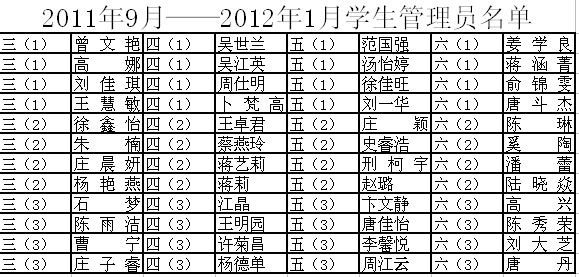 2011年9月——2012年1月学生管理员名单
三（1） 曾文艳 四（1） 吴世兰 五（1） 范国强 六（1） 姜学良
三（1） 高娜 四（1） 吴江英 五（1） 汤怡婷 六（1） 蒋涵菁
三（1） 刘佳琪 四（1） 周仕明 五（1） 徐佳旺 六（1） 俞锦雯
三（1） 王慧敏 四（1） 卜梵高 五（1） 刘一华 六（1） 唐斗杰
三（2） 徐鑫怡 四（2） 王卓君 五（2） 庄颖 六（2） 陈琳
三（2） 朱楠 四（2） 蔡燕玲 五（2） 史睿浩 六（2） 奚陶
三（2） 庄晨妍 四（2） 蒋艺莉 五（2） 刑柯宇 六（2） 潘蕾
三（2） 杨艳燕 四（2） 蒋莉 五（2） 赵璐 六（2） 陆晓焱
三（3） 石梦 四（3） 江晶 五（3） 卞文静 六（3） 高兴
三（3） 陈雨洁 四（3） 王明园 五（3） 唐佳怡 六（3） 陈秀荣
三（3） 曹宁 四（3） 许菊昌 五（3） 李馨悦 六（3） 刘大芝
三（3） 庄子睿 四（3） 杨德单 五（3） 周江云 六（3） 唐丹